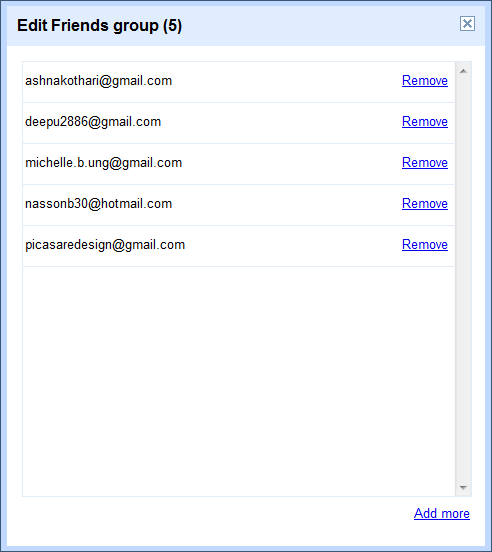 Edit Friends group (5)
ashnakothari@gmail.com Remove
deepu2886@gmail.com Remove
michelle.b.ung@gmail.com Remove
nassonb30@hotmail.com Remove
picasaredesign@gmail.com Remove
Add more